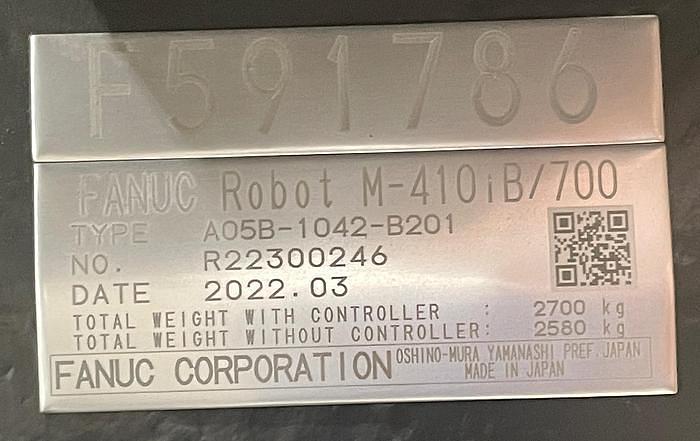 F591786
FANUC Robot M-410iB/700
TYPE A05B-1042-B201
NO. R22300246
DATE 2022.03
TOTAL WEIGHT WITH CONTROLLER : 2700 kg
TOTAL WEIGHT WITHOUT CONTROLLER: 2580 kg
FANUC CORPORATION
OSHINO-MURA YAMANASHI PREF.JAPAN
MADE IN JAPAN